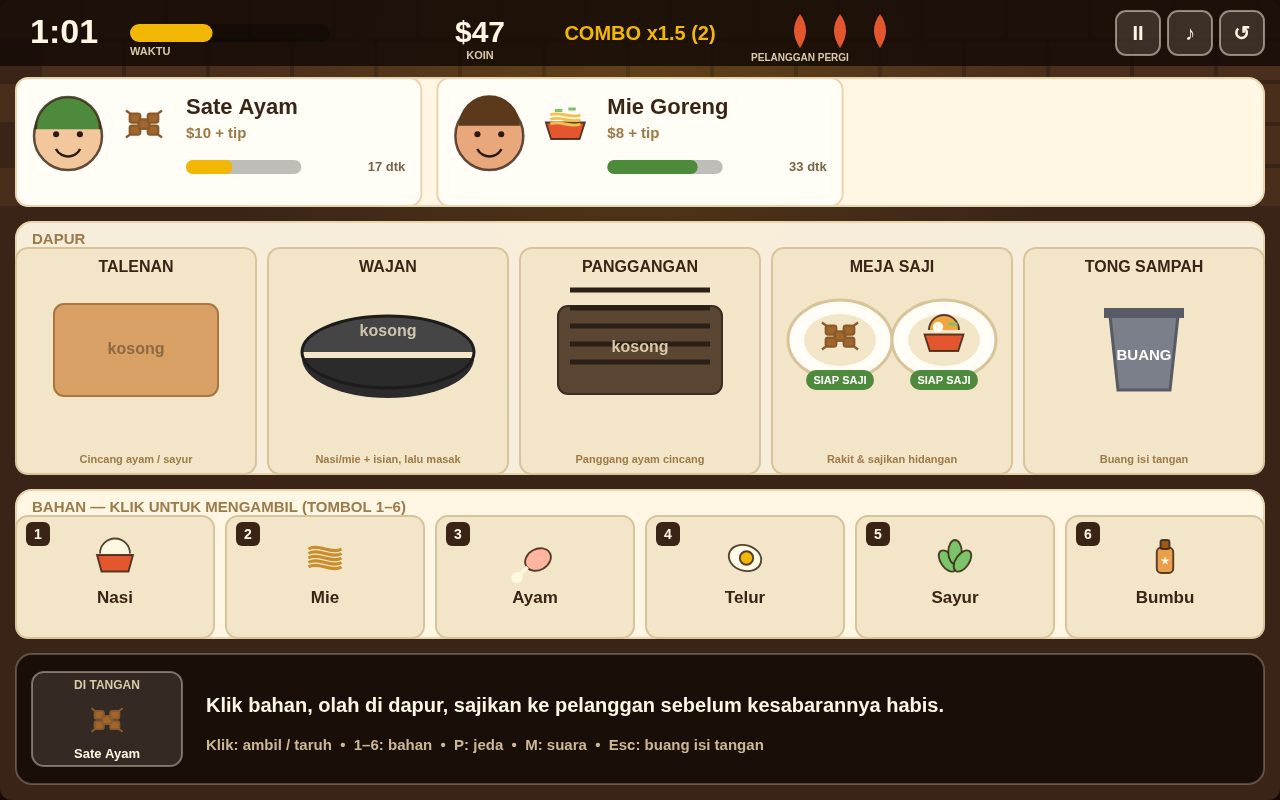 1:01
WAKTU
$47
KOIN
COMBO x1.5 (2)
PELANGGAN PERGI
Sate Ayam
$10 + tip
17 dtk
Mie Goreng
$8 + tip
33 dtk
DAPUR
TALENAN
kosong
Cincang ayam / sayur
WAJAN
kosong
Nasi/mie + isian, lalu masak
PANGGANGAN
kosong
Panggang ayam cincang
MEJA SAJI
SIAP SAJI
SIAP SAJI
Rakit & sajikan hidangan
TONG SAMPAH
BUANG
Buang isi tangan
BAHAN — KLIK UNTUK MENGAMBIL (TOMBOL 1–6)
1
Nasi
2
Mie
3
Ayam
4
Telur
5
Sayur
6
Bumbu
DI TANGAN
Sate Ayam
Klik bahan, olah di dapur, sajikan ke pelanggan sebelum kesabarannya habis.
Klik: ambil / taruh • 1–6: bahan • P: jeda • M: suara • Esc: buang isi tangan